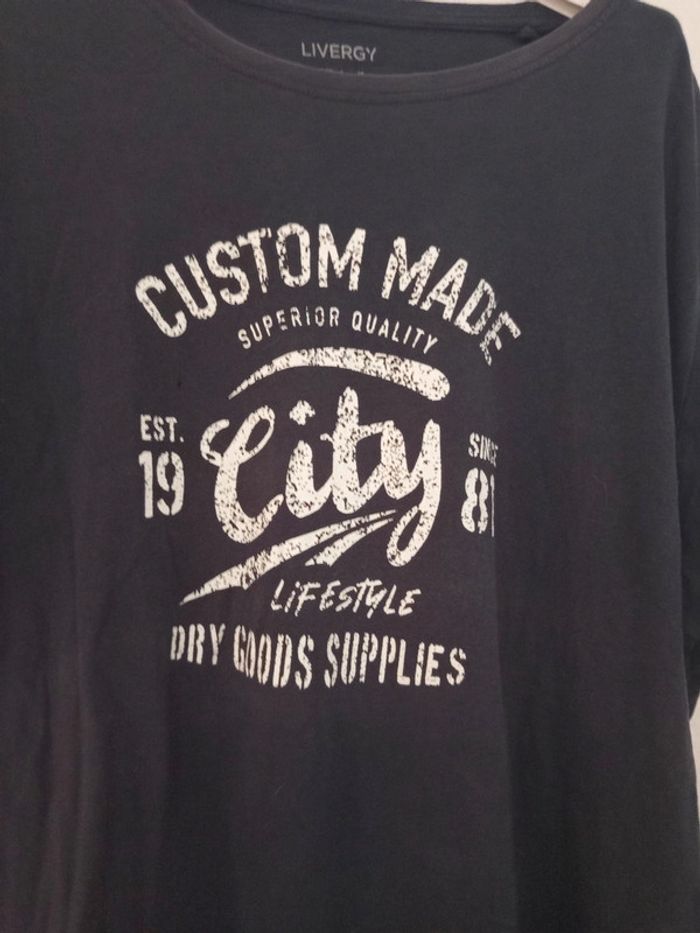 LIVERGY
CUSTOM MADE
SUPERIOR QUALITY
EST. SINCE
19 81
City
LiFESTYLE
DRY GOODS SUPPLIES